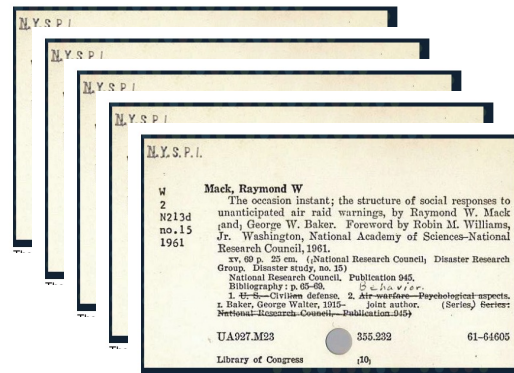 N.Y.S.P.I.
N.Y.S.P.I.
N.Y.S.P.I.
N.Y.S.P.I.
N.Y.S.P.I.
W
2
N213d
no.15
1961
Mack, Raymond W
The occasion instant; the structure of social responses to
unanticipated air raid warnings, by Raymond W. Mack
[and] George W. Baker. Foreword by Robin M. Williams,
Jr. Washington, National Academy of Sciences-National
Research Council, 1961.
xv, 69 p. 25 cm. ([National Research Council] Disaster Research
Group. Disaster study, no. 15)
National Research Council. Publication 945.
Bibliography: p. 65-69.
Behavior.
1. U. S.—Civilian defense. 2. Air warfare—Psychological aspects.
I. Baker, George Walter, 1915- joint author. (Series) Series:
National Research Council. Publication 945)
UA927.M23 355.232 61-64605
Library of Congress [10]